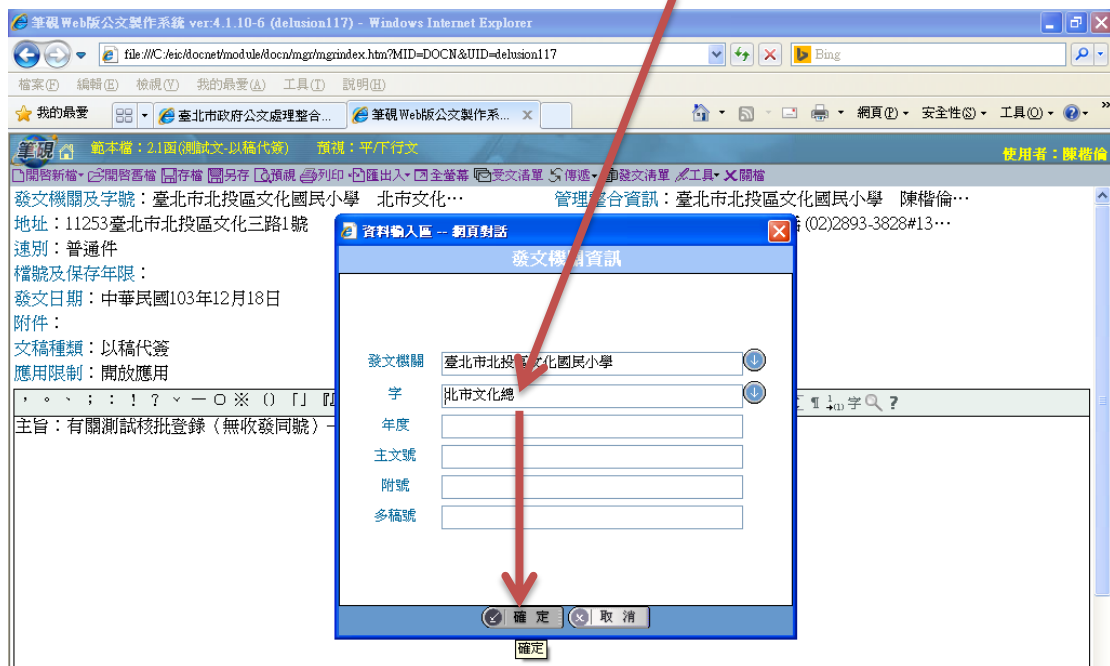 筆硯Web版公文製作系統 ver:4.1.10-6 (delusion117) - Windows Internet Explorer
file:///C:/eic/docnet/module/docn/mgr/mgrindex.htm?MID=DOCN&UID=delusion117
Bing
檔案(F) 編輯(E) 檢視(V) 我的最愛(A) 工具(T) 說明(H)
我的最愛 臺北市政府公文處理整合... 筆硯Web版公文製作系... 網頁(P) 安全性(S) 工具(O)
筆硯 範本檔：2.1函(測試文-以稿代簽) 預視：平/下行文 使用者：陳楷倫
開啓新檔 開啓舊檔 存檔 另存 預視 列印 匯出入 全螢幕 受文清單 傳遞 發文清單 工具 關檔
發文機關及字號：臺北市北投區文化國民小學 北市文化… 管理整合資訊：臺北市北投區文化國民小學 陳楷倫…
地址：11253臺北市北投區文化三路1號 (02)2893-3828#13…
速別：普通件
檔號及保存年限：
發文日期：中華民國103年12月18日
附件：
文稿種類：以稿代簽
應用限制：開放應用
，。、；：！？ˇ—○※（）「」
字 ?
主旨：有關測試核批登錄（無收發同號）
資料輸入區 -- 網頁對話
發文機關資訊
發文機關 臺北市北投區文化國民小學
字 北市文化總
年度
主文號
附號
多稿號
確定 取消
確定